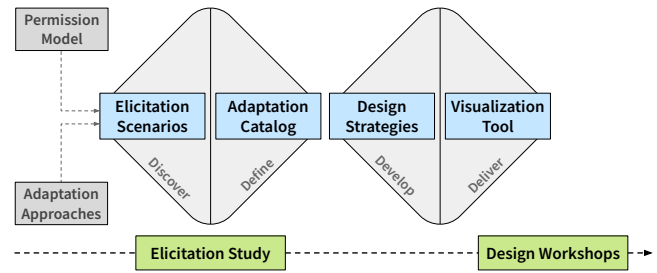 Permission
Model
Elicitation
Scenarios
Adaptation
Catalog
Design
Strategies
Visualization
Tool
Discover
Define
Develop
Deliver
Adaptation
Approaches
Elicitation Study
Design Workshops